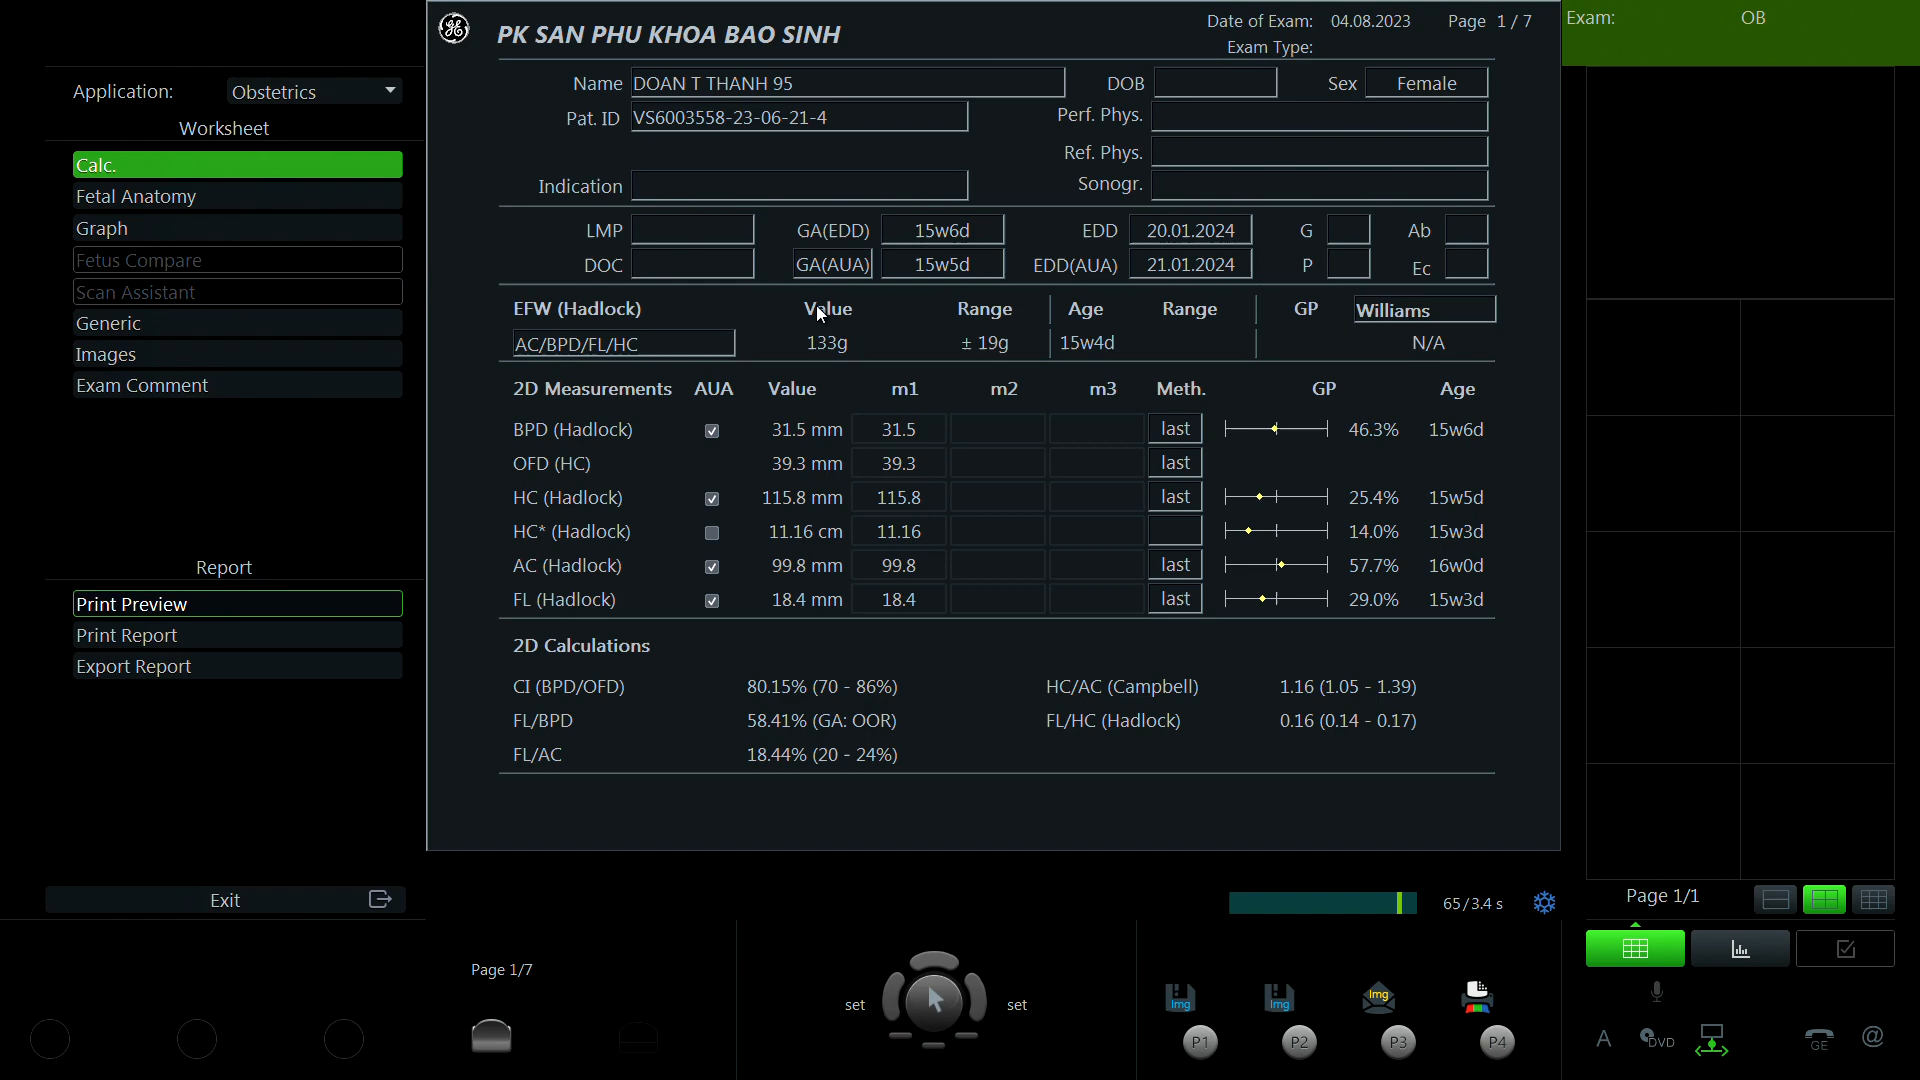 PK SAN PHU KHOA BAO SINH
Date of Exam: 04.08.2023 Page 1 / 7
Exam Type:
Exam: OB
Application: Obstetrics
Worksheet
Calc.
Fetal Anatomy
Graph
Fetus Compare
Scan Assistant
Generic
Images
Exam Comment
Report
Print Preview
Print Report
Export Report
Exit
Name DOAN T THANH 95 DOB Sex Female
Pat. ID VS6003558-23-06-21-4 Perf. Phys.
Ref. Phys.
Indication Sonogr.
LMP GA(EDD) 15w6d EDD 20.01.2024 G Ab
DOC GA(AUA) 15w5d EDD(AUA) 21.01.2024 P Ec
EFW (Hadlock) Value Range Age Range GP Williams
AC/BPD/FL/HC 133g ± 19g 15w4d N/A
2D Measurements AUA Value m1 m2 m3 Meth. GP Age
BPD (Hadlock) 31.5 mm 31.5 last 46.3% 15w6d
OFD (HC) 39.3 mm 39.3 last
HC (Hadlock) 115.8 mm 115.8 last 25.4% 15w5d
HC* (Hadlock) 11.16 cm 11.16 14.0% 15w3d
AC (Hadlock) 99.8 mm 99.8 last 57.7% 16w0d
FL (Hadlock) 18.4 mm 18.4 last 29.0% 15w3d
2D Calculations
CI (BPD/OFD) 80.15% (70 - 86%) HC/AC (Campbell) 1.16 (1.05 - 1.39)
FL/BPD 58.41% (GA: OOR) FL/HC (Hadlock) 0.16 (0.14 - 0.17)
FL/AC 18.44% (20 - 24%)
65/3.4 s
Page 1/1
Page 1/7
set set
Img Img Img
P1 P2 P3 P4
A DVD GE @